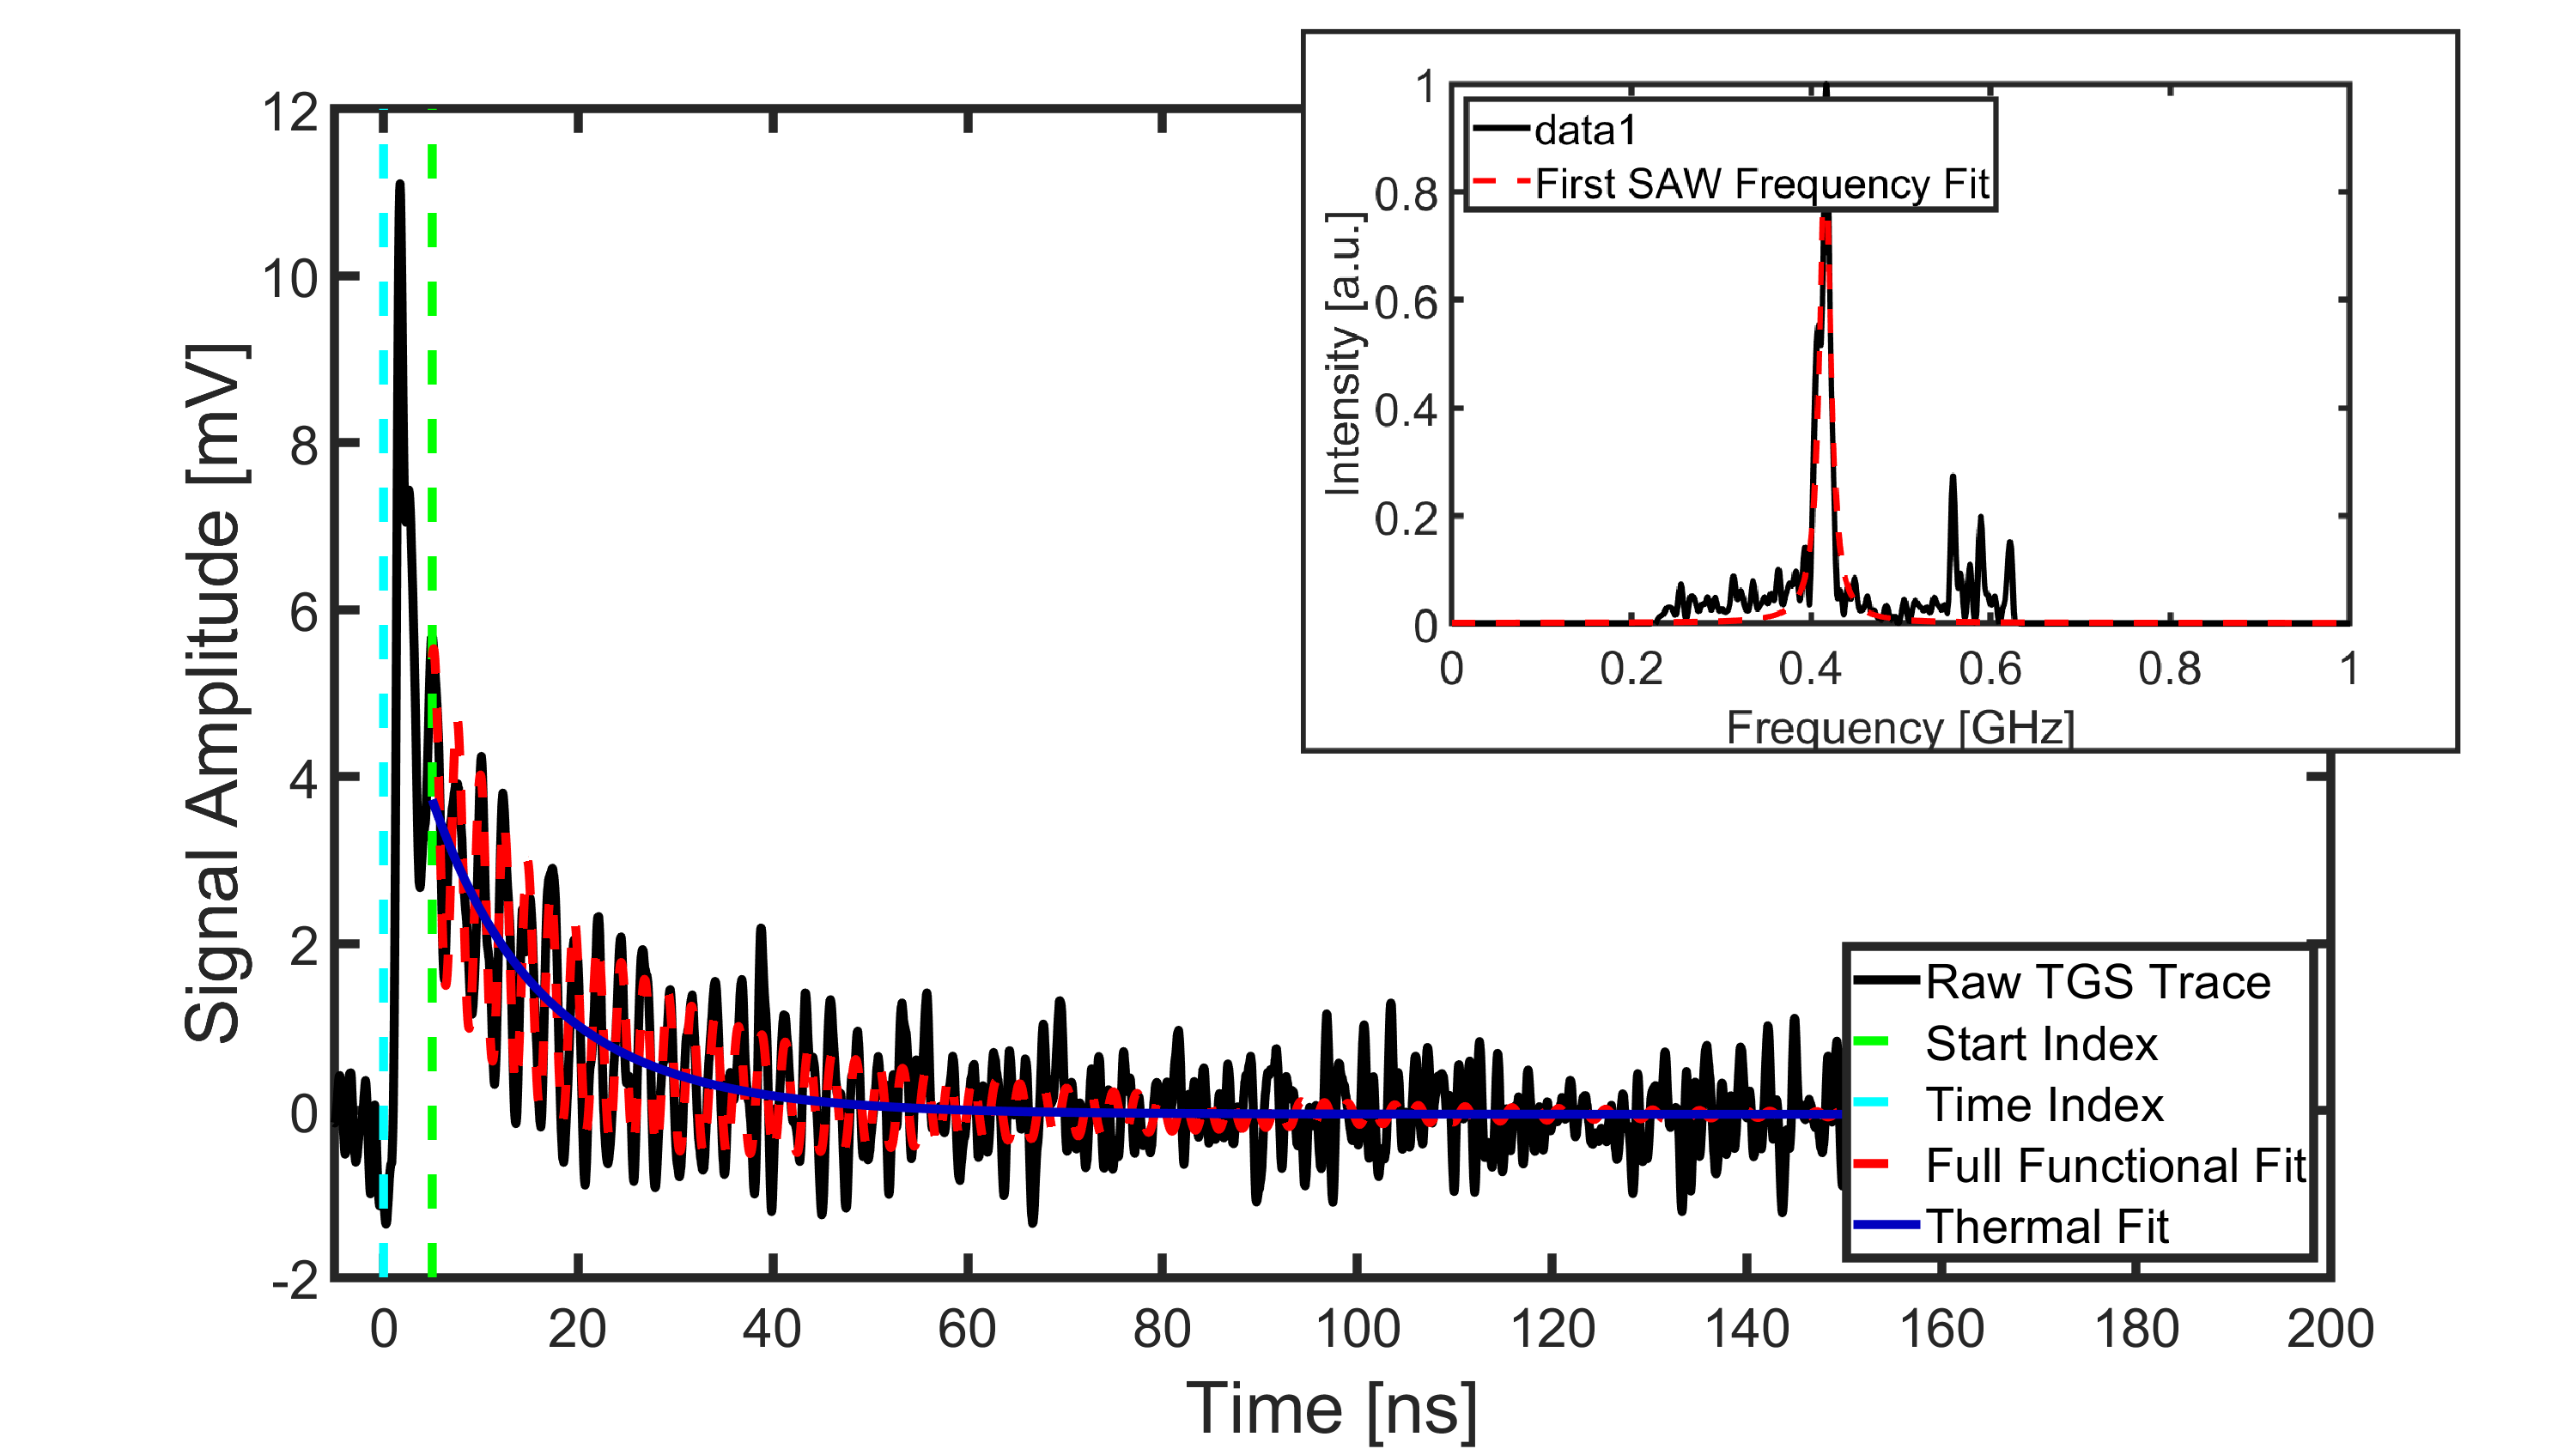 12
10
8
6
4
2
0
-2
0
20
40
60
80
100
120
140
160
180
200
Signal Amplitude [mV]
Time [ns]
Raw TGS Trace
Start Index
Time Index
Full Functional Fit
Thermal Fit
1
0.8
0.6
0.4
0.2
0
0
0.2
0.4
0.6
0.8
1
Intensity [a.u.]
Frequency [GHz]
data1
First SAW Frequency Fit